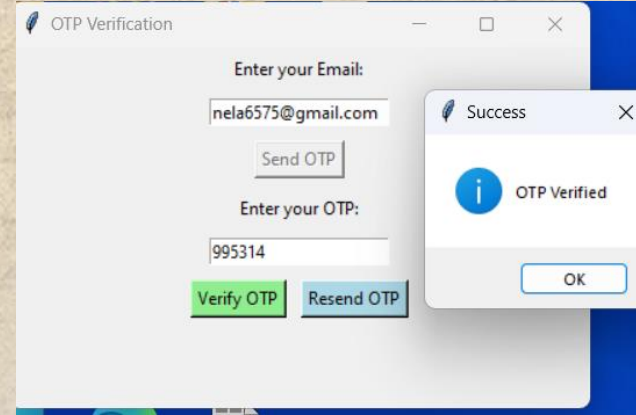 OTP Verification
Enter your Email:
nela6575@gmail.com
Send OTP
Enter your OTP:
995314
Verify OTP
Resend OTP
Success
OTP Verified
OK